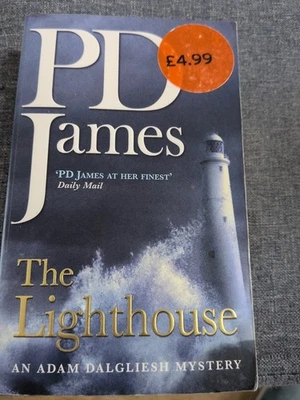 PD
£4.99
James
‘PD JAMES AT HER FINEST’
Daily Mail
The
Lighthouse
AN ADAM DALGLIESH MYSTERY